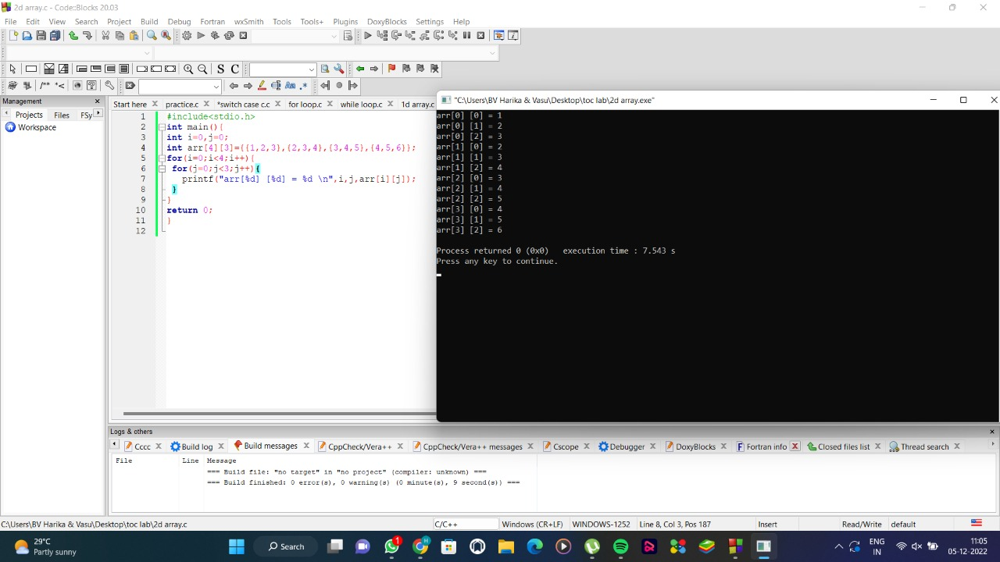 2d array.c - Code::Blocks 20.03
File Edit View Search Project Build Debug Fortran wxSmith Tools Tools+ Plugins DoxyBlocks Settings Help
S C
/** *<
Aa .*
Management
Projects Files FSy
Workspace
Start here practice.c *switch case c.c for loop.c while loop.c 1d array.c
1 #include<stdio.h>
2 int main(){
3 int i=0,j=0;
4 int arr[4][3]={{1,2,3},{2,3,4},{3,4,5},{4,5,6}};
5 for(i=0;i<4;i++){
6 for(j=0;j<3;j++){
7 printf("arr[%d] [%d] = %d \n",i,j,arr[i][j]);
8 }
9 }
10 return 0;
11 }
12
"C:\Users\BV Harika & Vasu\Desktop\toc lab\2d array.exe"
arr[0] [0] = 1
arr[0] [1] = 2
arr[0] [2] = 3
arr[1] [0] = 2
arr[1] [1] = 3
arr[1] [2] = 4
arr[2] [0] = 3
arr[2] [1] = 4
arr[2] [2] = 5
arr[3] [0] = 4
arr[3] [1] = 5
arr[3] [2] = 6
Process returned 0 (0x0) execution time : 7.543 s
Press any key to continue.
Logs & others
Cccc Build log Build messages CppCheck/Vera++ CppCheck/Vera++ messages Cscope Debugger DoxyBlocks Fortran info Closed files list Thread search
File Line Message
=== Build file: "no target" in "no project" (compiler: unknown) ===
=== Build finished: 0 error(s), 0 warning(s) (0 minute(s), 9 second(s)) ===
C:\Users\BV Harika & Vasu\Desktop\toc lab\2d array.c C/C++ Windows (CR+LF) WINDOWS-1252 Line 8, Col 3, Pos 187 Insert Read/Write default
29°C
Partly sunny
Search
1
H
ENG
IN
11:05
05-12-2022